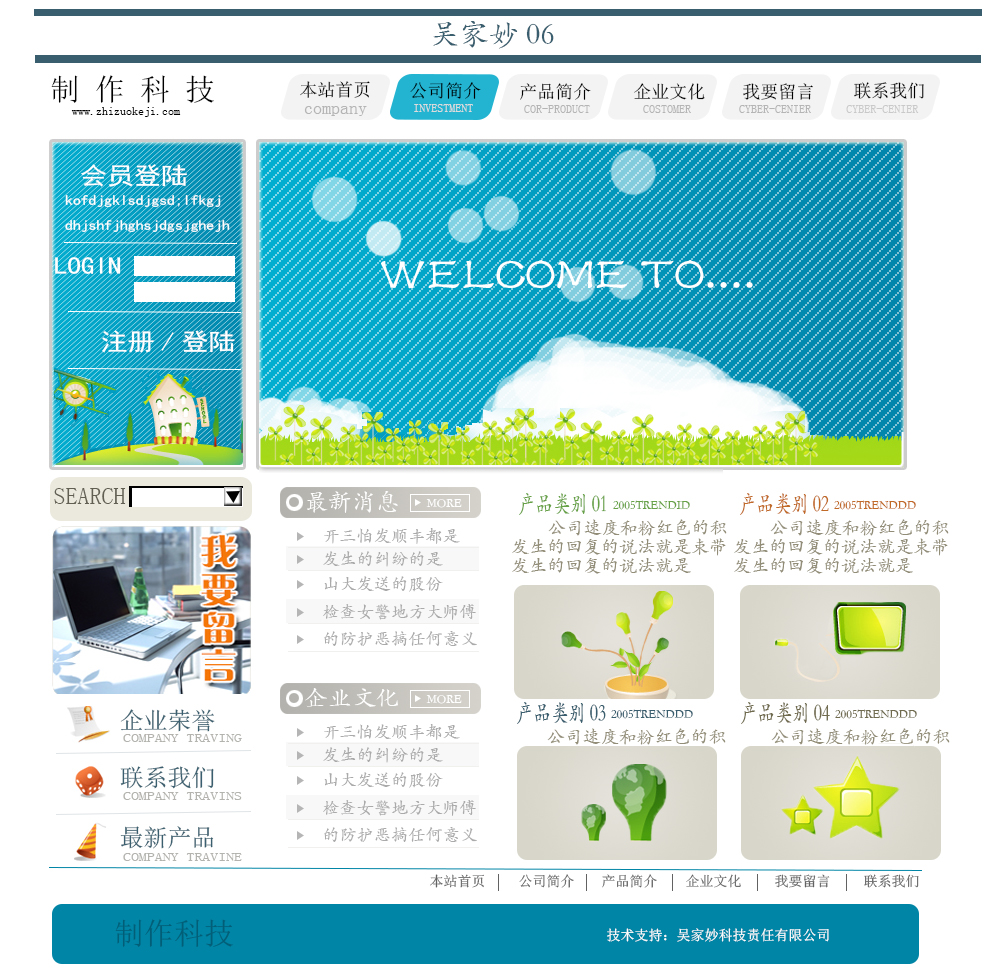 吴家妙 06
制 作 科 技
www.zhizuokeji.com
本站首页 公司简介 产品简介 企业文化 我要留言 联系我们
company INVESTMENT COR-PRODUCT COSTOMER CYBER-CENIER CYBER-CENIER
会员登陆
kofdjgklsdjgsd;lfkgj
dhjshfjhghsjdgsjghejh
LOGIN
注册 / 登陆
WELCOME TO....
SEARCH
我要留言
企业荣誉
COMPANY TRAVING
联系我们
COMPANY TRAVINS
最新产品
COMPANY TRAVINE
最新消息 MORE
开三怕发顺丰都是
发生的纠纷的是
山大发送的股份
检查女警地方大师傅
的防护恶搞任何意义
企业文化 MORE
开三怕发顺丰都是
发生的纠纷的是
山大发送的股份
检查女警地方大师傅
的防护恶搞任何意义
产品类别 01 2005TRENDID
公司速度和粉红色的积
发生的回复的说法就是束带
发生的回复的说法就是
产品类别 02 2005TRENDDD
公司速度和粉红色的积
发生的回复的说法就是束带
发生的回复的说法就是
产品类别 03 2005TRENDDD
公司速度和粉红色的积
产品类别 04 2005TRENDDD
公司速度和粉红色的积
本站首页 | 公司简介 | 产品简介 | 企业文化 | 我要留言 | 联系我们
制作科技
技术支持：吴家妙科技责任有限公司